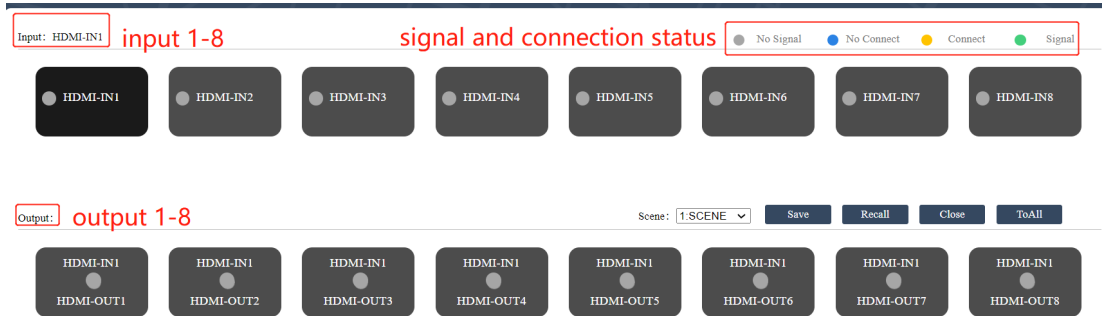 Input: HDMI-IN1 input 1-8 signal and connection status No Signal No Connect Connect Signal
HDMI-IN1 HDMI-IN2 HDMI-IN3 HDMI-IN4 HDMI-IN5 HDMI-IN6 HDMI-IN7 HDMI-IN8
Output: output 1-8 Scene: 1:SCENE Save Recall Close ToAll
HDMI-IN1 HDMI-IN1 HDMI-IN1 HDMI-IN1 HDMI-IN1 HDMI-IN1 HDMI-IN1 HDMI-IN1
HDMI-OUT1 HDMI-OUT2 HDMI-OUT3 HDMI-OUT4 HDMI-OUT5 HDMI-OUT6 HDMI-OUT7 HDMI-OUT8